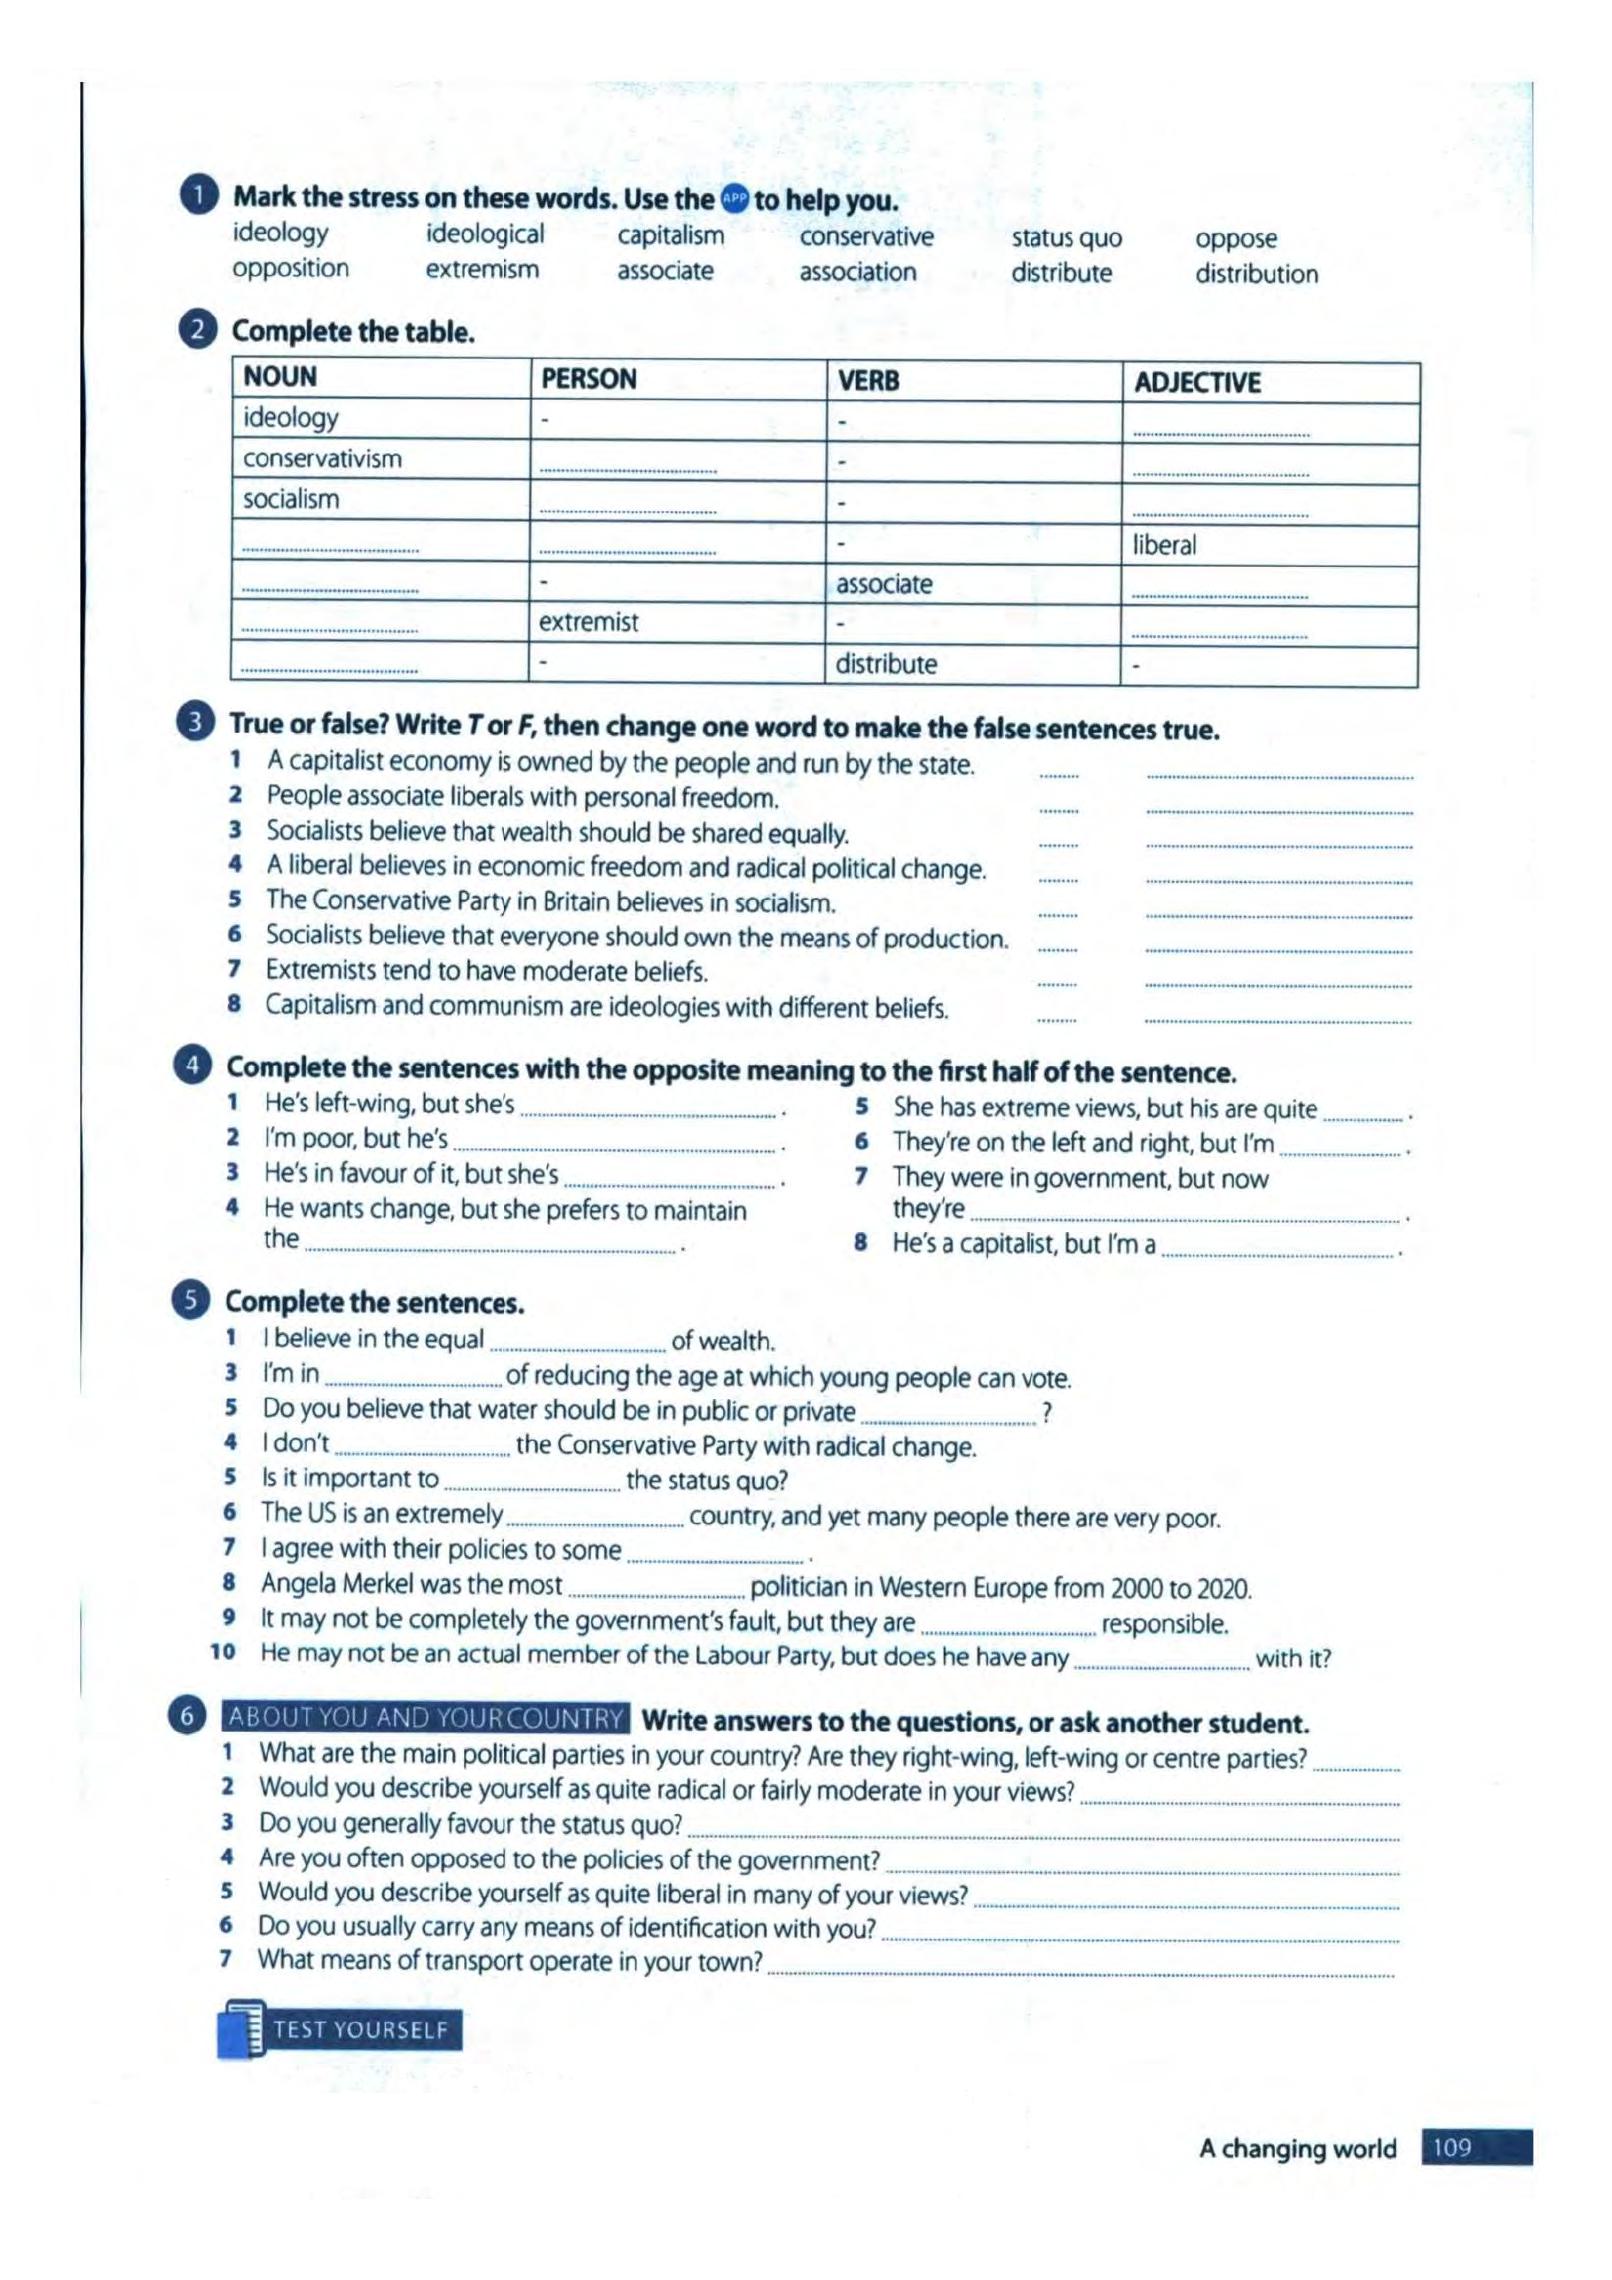 1 Mark the stress on these words. Use the APP to help you.
ideology ideological capitalism conservative status quo oppose
opposition extremism associate association distribute distribution
2 Complete the table.
NOUN PERSON VERB ADJECTIVE
ideology - - ..........
conservativism .......... - ..........
socialism .......... - ..........
.......... .......... - liberal
.......... - associate ..........
.......... extremist - ..........
.......... - distribute -
3 True or false? Write T or F, then change one word to make the false sentences true.
1 A capitalist economy is owned by the people and run by the state. .......... ..........
2 People associate liberals with personal freedom. .......... ..........
3 Socialists believe that wealth should be shared equally. .......... ..........
4 A liberal believes in economic freedom and radical political change. .......... ..........
5 The Conservative Party in Britain believes in socialism. .......... ..........
6 Socialists believe that everyone should own the means of production. .......... ..........
7 Extremists tend to have moderate beliefs. .......... ..........
8 Capitalism and communism are ideologies with different beliefs. .......... ..........
4 Complete the sentences with the opposite meaning to the first half of the sentence.
1 He's left-wing, but she's .......... .
2 I'm poor, but he's .......... .
3 He's in favour of it, but she's .......... .
4 He wants change, but she prefers to maintain
the .......... .
5 She has extreme views, but his are quite .......... .
6 They're on the left and right, but I'm .......... .
7 They were in government, but now
they're .......... .
8 He's a capitalist, but I'm a .......... .
5 Complete the sentences.
1 I believe in the equal .......... of wealth.
3 I'm in .......... of reducing the age at which young people can vote.
5 Do you believe that water should be in public or private .......... ?
4 I don't .......... the Conservative Party with radical change.
5 Is it important to .......... the status quo?
6 The US is an extremely .......... country, and yet many people there are very poor.
7 I agree with their policies to some .......... .
8 Angela Merkel was the most .......... politician in Western Europe from 2000 to 2020.
9 It may not be completely the government's fault, but they are .......... responsible.
10 He may not be an actual member of the Labour Party, but does he have any .......... with it?
6 ABOUT YOU AND YOUR COUNTRY Write answers to the questions, or ask another student.
1 What are the main political parties in your country? Are they right-wing, left-wing or centre parties? ..........
2 Would you describe yourself as quite radical or fairly moderate in your views? ..........
3 Do you generally favour the status quo? ..........
4 Are you often opposed to the policies of the government? ..........
5 Would you describe yourself as quite liberal in many of your views? ..........
6 Do you usually carry any means of identification with you? ..........
7 What means of transport operate in your town? ..........
TEST YOURSELF
A changing world 109